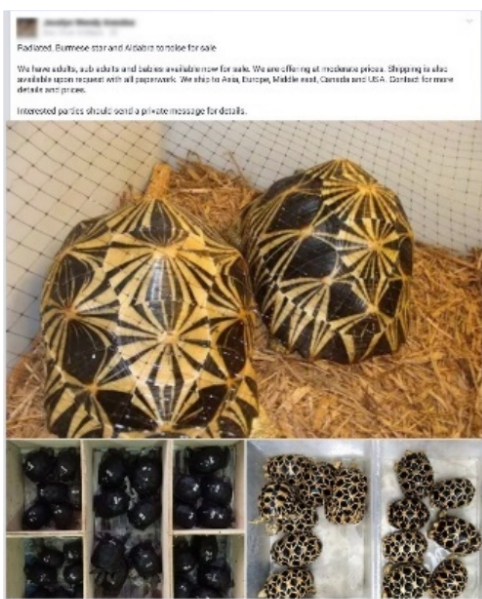 Radiated, Burmese star and Aldabra tortoise for sale
We have adults, sub adults and babies available now for sale. We are offering at moderate prices. Shipping is also
available upon request with all paperwork. We ship to Asia, Europe, Middle east, Canada and USA. Contact for more
details and prices.
Interested parties should send a private message for details.